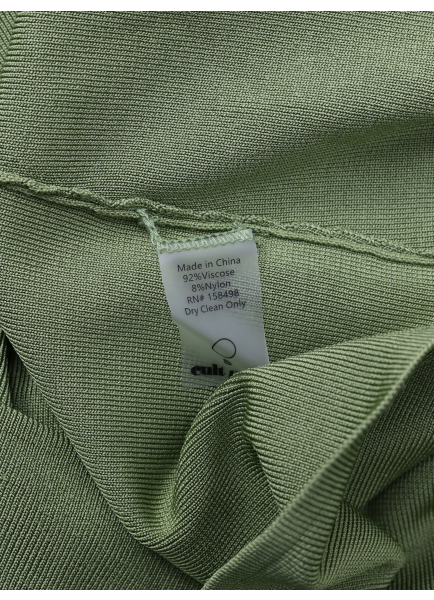 Made in China
92%Viscose
8%Nylon
RN# 158498
Dry Clean Only